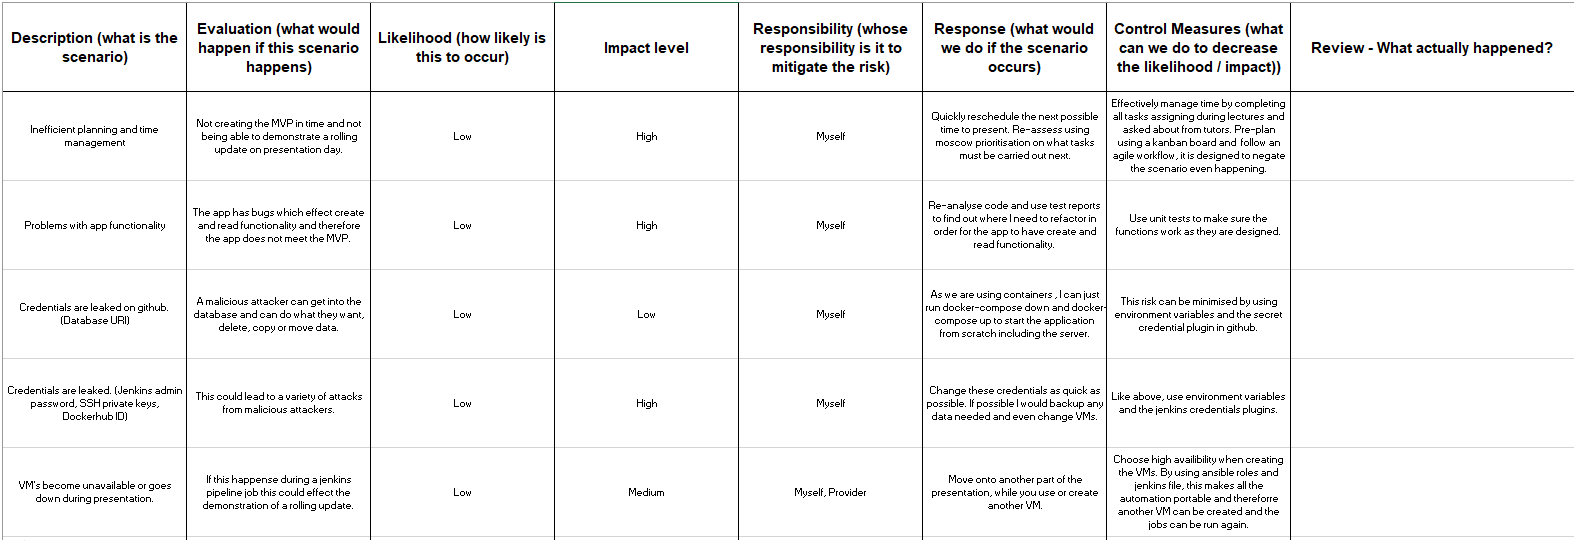 Description (what is the
scenario)
Evaluation (what would
happen if this scenario
happens)
Likelihood (how likely is
this to occur)
Impact level
Responsibility (whose
responsibility is it to
mitigate the risk)
Response (what would
we do if the scenario
occurs)
Control Measures (what
can we do to decrease
the likelihood / impact))
Review - What actually happened?
Inefficient planning and time
management
Not creating the MVP in time and not
being able to demonstrate a rolling
update on presentation day.
Low
High
Myself
Quickly reschedule the next possible
time to present. Re-assess using
moscow prioritisation on what tasks
must be carried out next.
Effectively manage time by completing
all tasks assigning during lectures and
asked about from tutors. Pre-plan
using a kanban board and follow an
agile workflow, it is designed to negate
the scenario even happening.
Problems with app functionality
The app has bugs which effect create
and read functionality and therefore
the app does not meet the MVP.
Low
High
Myself
Re-analyse code and use test reports
to find out where I need to refactor in
order for the app to have create and
read functionality.
Use unit tests to make sure the
functions work as they are designed.
Credentials are leaked on github.
(Database URI)
A malicious attacker can get into the
database and can do what they want,
delete, copy or move data.
Low
Low
Myself
As we are using containers , I can just
run docker-compose down and docker-
compose up to start the application
from scratch including the server.
This risk can be minimised by using
environment variables and the secret
credential plugin in github.
Credentials are leaked. (Jenkins admin
password, SSH private keys,
Dockerhub ID)
This could lead to a variety of attacks
from malicious attackers.
Low
High
Myself
Change these credentials as quick as
possible. If possible I would backup any
data needed and even change VMs.
Like above, use environment variables
and the jenkins credentials plugins.
VM's become unavailable or goes
down during presentation.
If this happense during a jenkins
pipeline job this could effect the
demonstration of a rolling update.
Low
Medium
Myself, Provider
Move onto another part of the
presentation, while you use or create
another VM.
Choose high availibility when creating
the VMs. By using ansible roles and
jenkins file, this makes all the
automation portable and thereforre
another VM can be created and the
jobs can be run again.